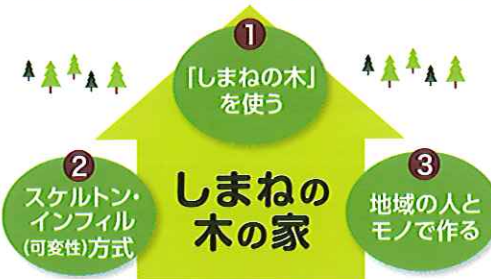 1
「しまねの木」
を使う
2
スケルトン・
インフィル
(可変性)方式
しまねの
木の家
3
地域の人と
モノで作る